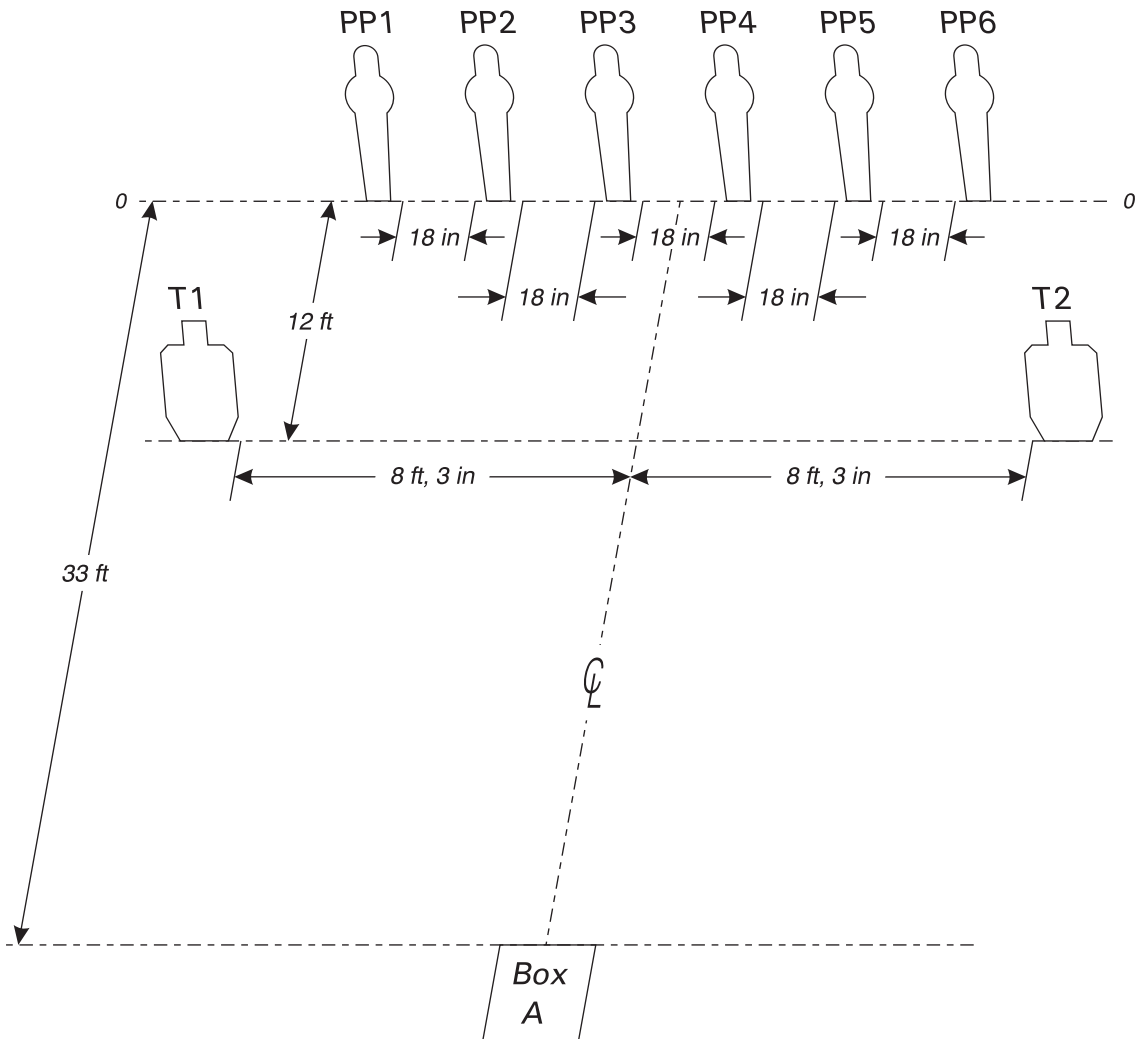 PP1 PP2 PP3 PP4 PP5 PP6
0 0
18 in 18 in 18 in
18 in 18 in
T1 T2
12 ft
8 ft, 3 in 8 ft, 3 in
33 ft
℄
Box
A